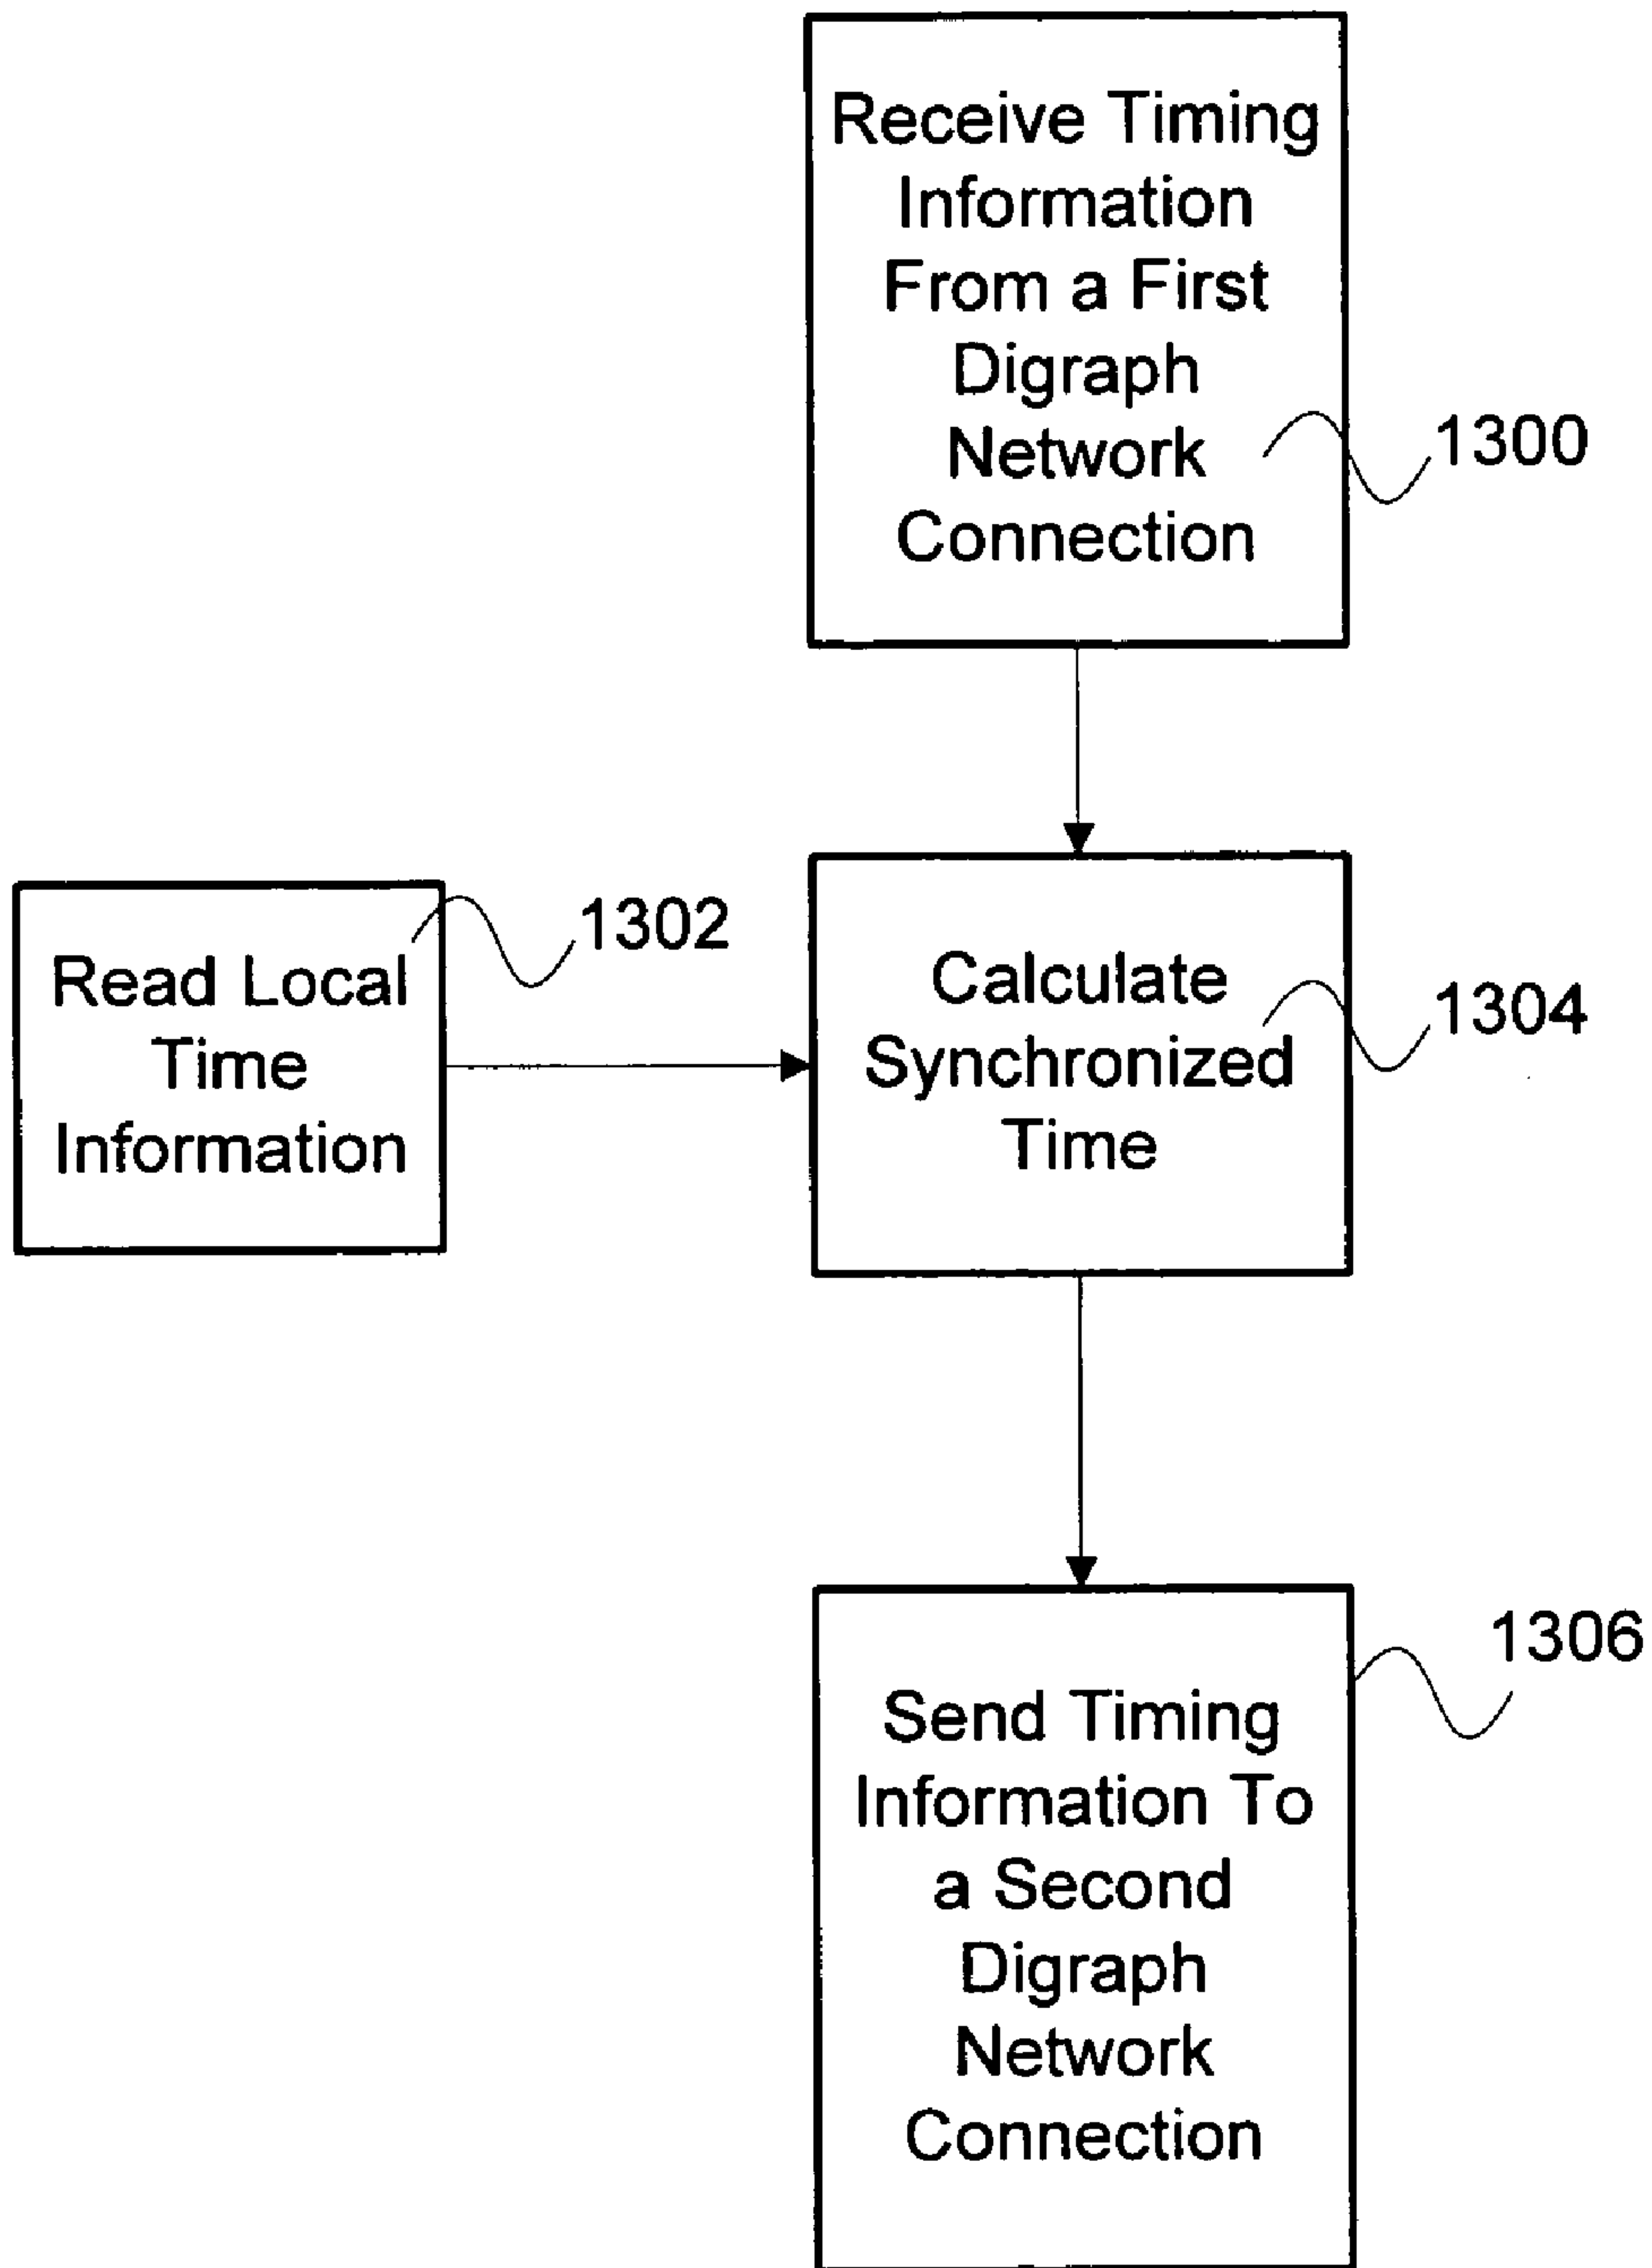 Receive Timing
Information
From a First
Digraph
Network
Connection
1300
1302
Read Local
Time
Information
Calculate
Synchronized
Time
1304
1306
Send Timing
Information To
a Second
Digraph
Network
Connection